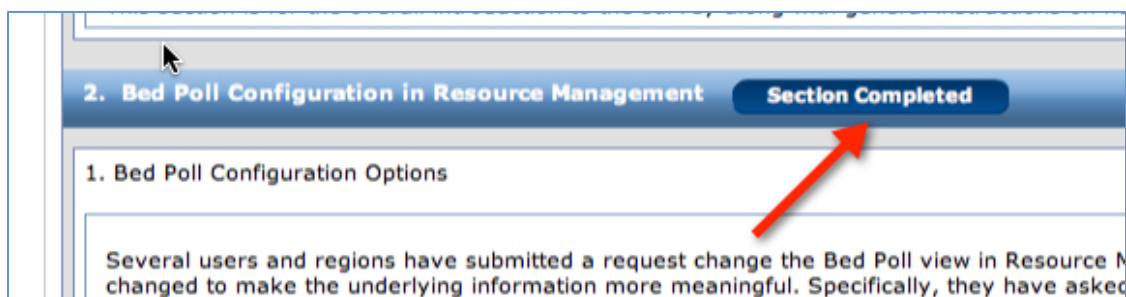 2. Bed Poll Configuration in Resource Management Section Completed
1. Bed Poll Configuration Options
Several users and regions have submitted a request change the Bed Poll view in Resource
changed to make the underlying information more meaningful. Specifically, they have asked